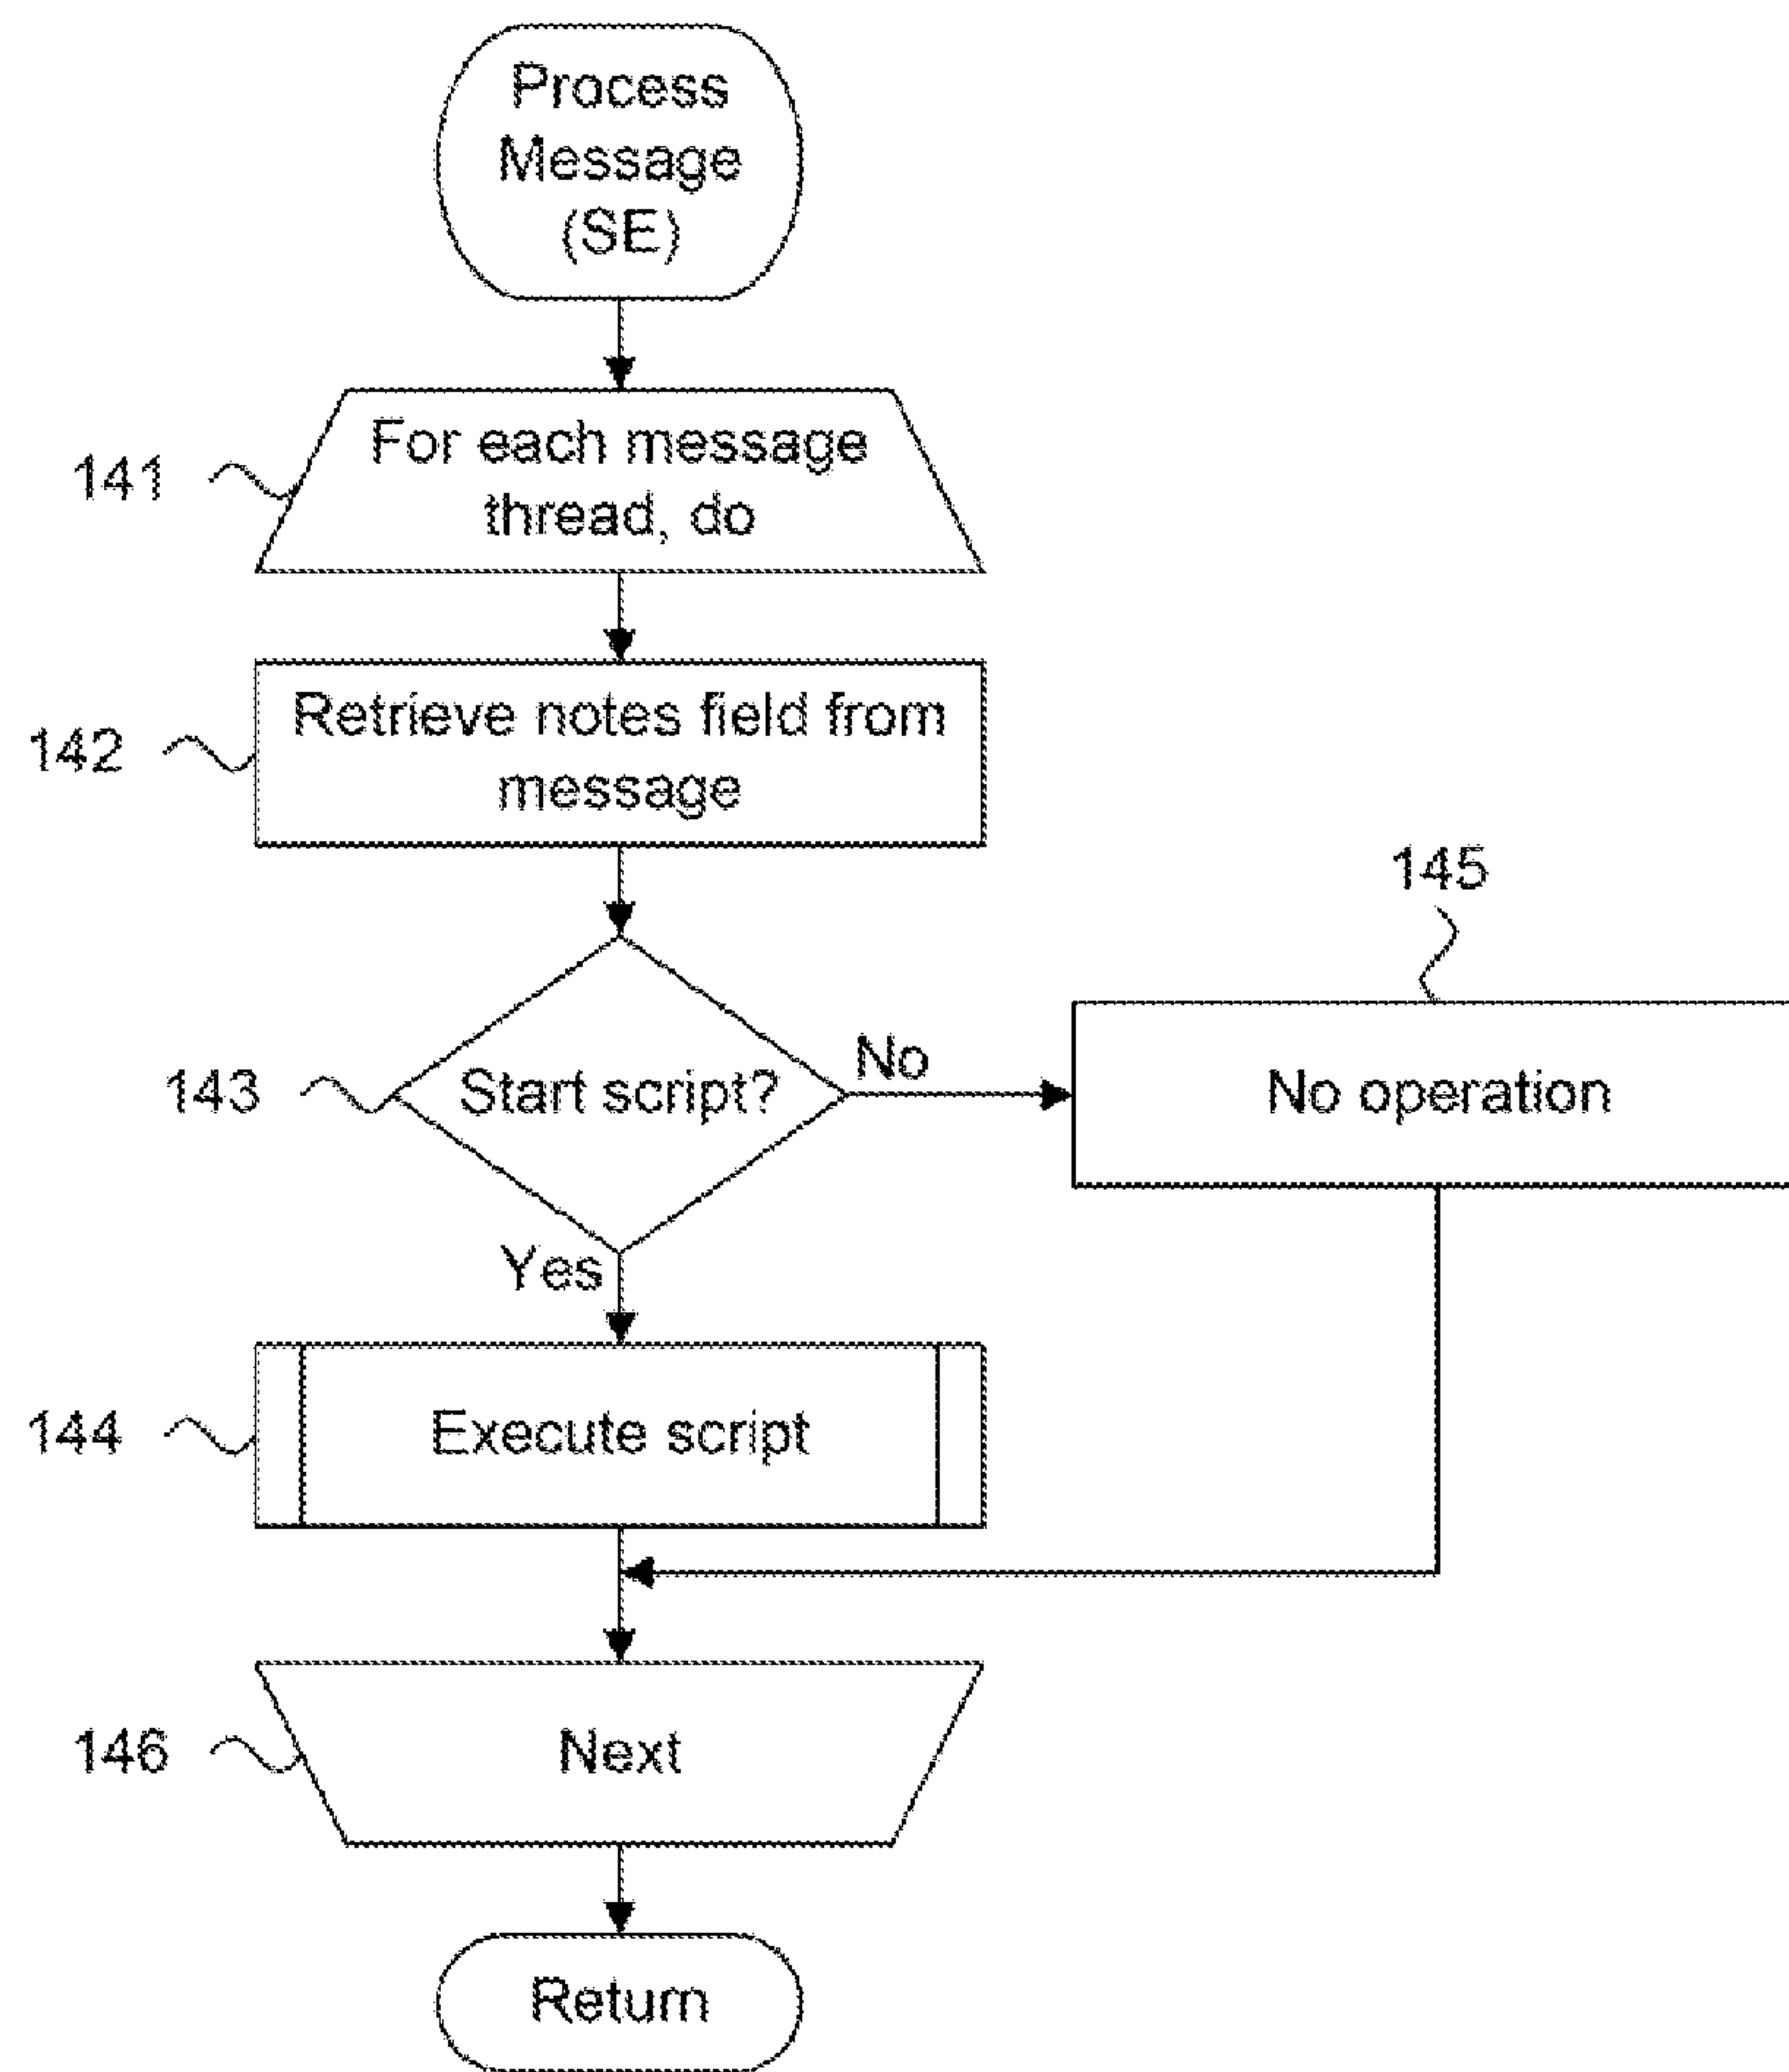 Process
Message
(SE)
141
For each message
thread, do
142
Retrieve notes field from
message
145
143
Start script?
No
No operation
Yes
144
Execute script
146
Next
Return